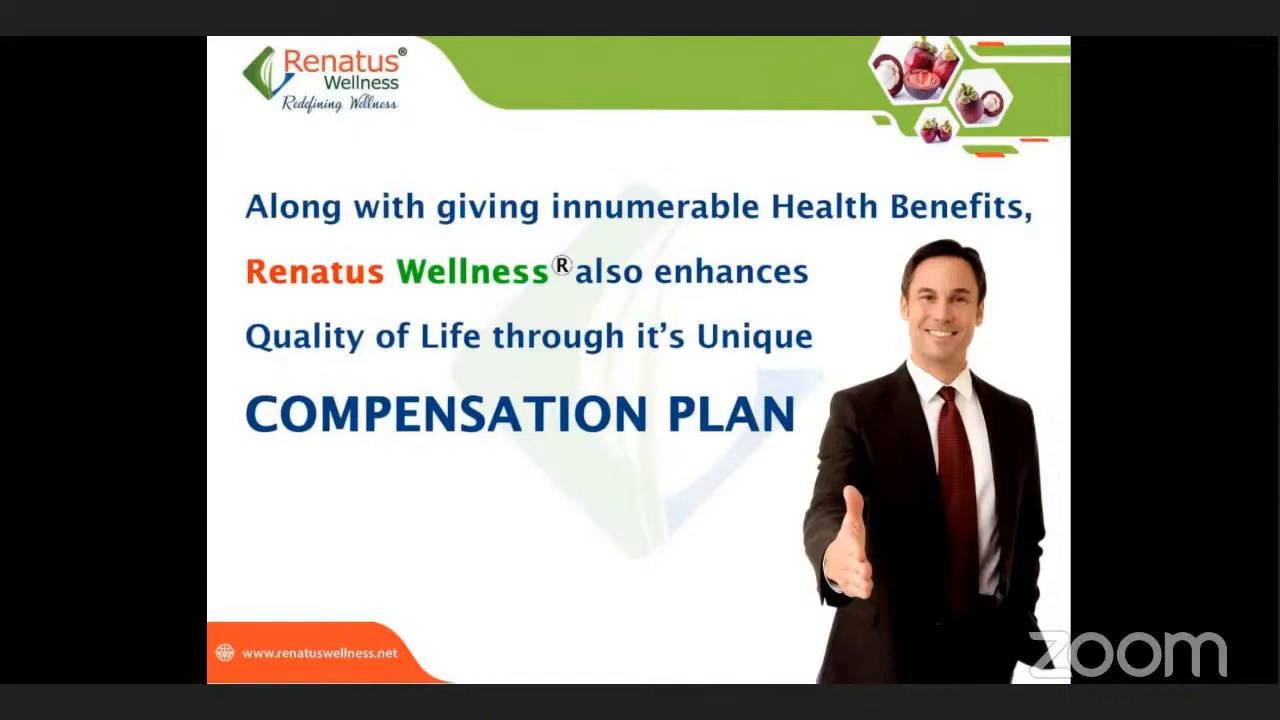 Renatus®
Wellness
Redefining Wellness
Along with giving innumerable Health Benefits,
Renatus Wellness®also enhances
Quality of Life through it’s Unique
COMPENSATION PLAN
www.renatuswellness.net
zoom